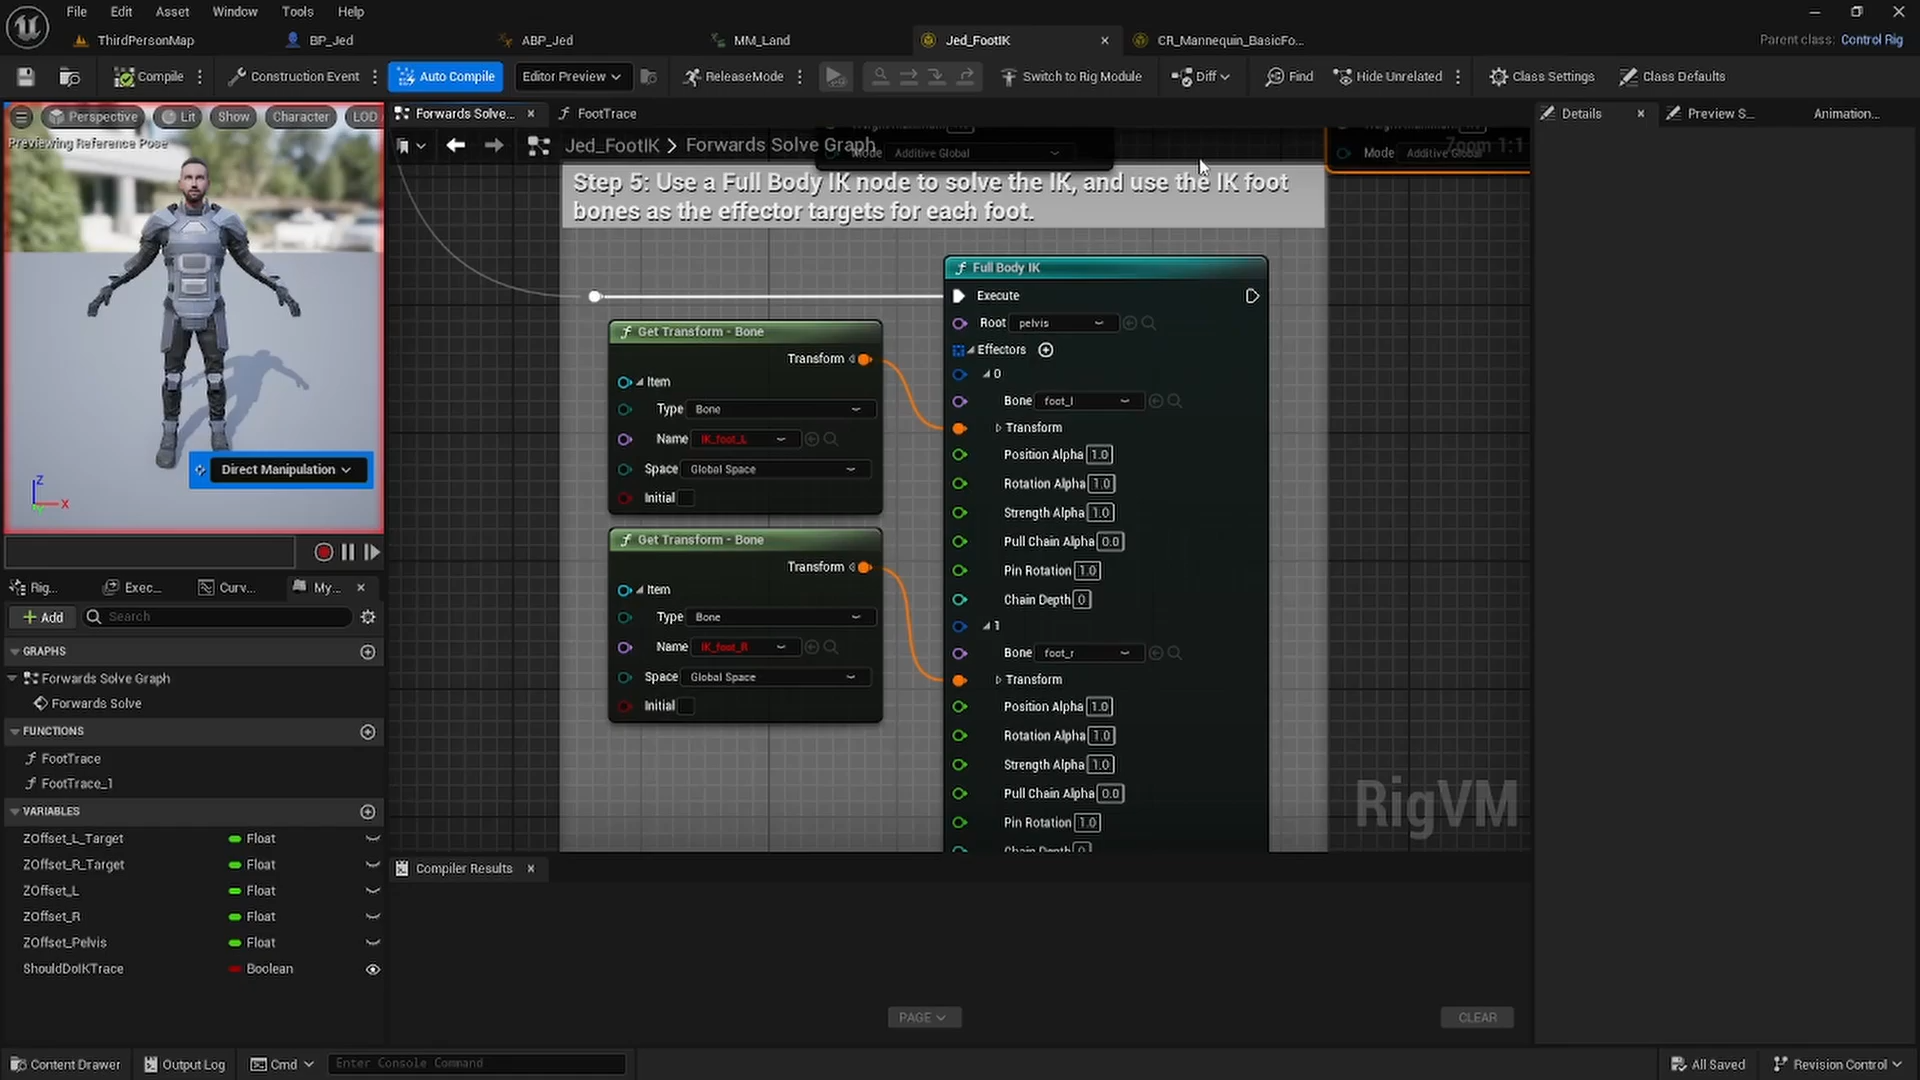 File Edit Asset Window Tools Help
ThirdPersonMap BP_Jed ABP_Jed MM_Land Jed_FootIK CR_Mannequin_BasicFo...
Parent class: Control Rig
Compile Construction Event Auto Compile Editor Preview ReleaseMode Switch to Rig Module Diff Find Hide Unrelated Class Settings Class Defaults
Perspective Lit Show Character LOD
Previewing Reference Pose
Forwards Solve... FootTrace
Jed_FootIK > Forwards Solve Graph
Mode Additive Global
Mode Additive Global
Zoom 1:1
Details Preview S... Animation...
Step 5: Use a Full Body IK node to solve the IK, and use the IK foot
bones as the effector targets for each foot.
Full Body IK
Execute
Root pelvis
Effectors
0
Bone foot_l
Transform
Position Alpha 1.0
Rotation Alpha 1.0
Strength Alpha 1.0
Pull Chain Alpha 0.0
Pin Rotation 1.0
Chain Depth 0
1
Bone foot_r
Transform
Position Alpha 1.0
Rotation Alpha 1.0
Strength Alpha 1.0
Pull Chain Alpha 0.0
Pin Rotation 1.0
Chain Depth 0
Get Transform - Bone
Transform
Item
Type Bone
Name IK_foot_L
Space Global Space
Initial
Get Transform - Bone
Transform
Item
Type Bone
Name IK_foot_R
Space Global Space
Initial
RigVM
Direct Manipulation
Z
X
Rig... Exec... Curv... My...
Add Search
GRAPHS
Forwards Solve Graph
Forwards Solve
FUNCTIONS
FootTrace
FootTrace_1
VARIABLES
ZOffset_L_Target Float
ZOffset_R_Target Float
ZOffset_L Float
ZOffset_R Float
ZOffset_Pelvis Float
ShouldDoIKTrace Boolean
Compiler Results
PAGE
CLEAR
Content Drawer Output Log Cmd Enter Console Command
All Saved Revision Control